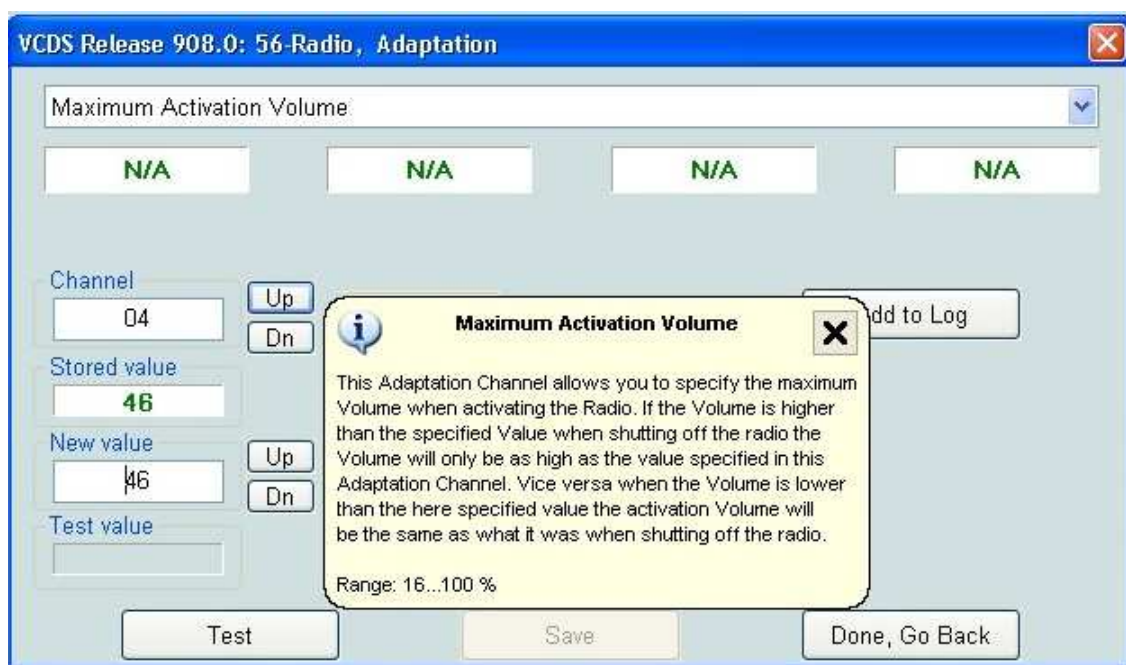 VCDS Release 908.0: 56-Radio, Adaptation
Maximum Activation Volume
N/A N/A N/A N/A
Channel
04
Up
Dn
Stored value
46
New value
46
Up
Dn
Test value
Maximum Activation Volume
This Adaptation Channel allows you to specify the maximum
Volume when activating the Radio. If the Volume is higher
than the specified Value when shutting off the radio the
Volume will only be as high as the value specified in this
Adaptation Channel. Vice versa when the Volume is lower
than the here specified value the activation Volume will
be the same as what it was when shutting off the radio.
Range: 16...100 %
dd to Log
Test
Save
Done, Go Back